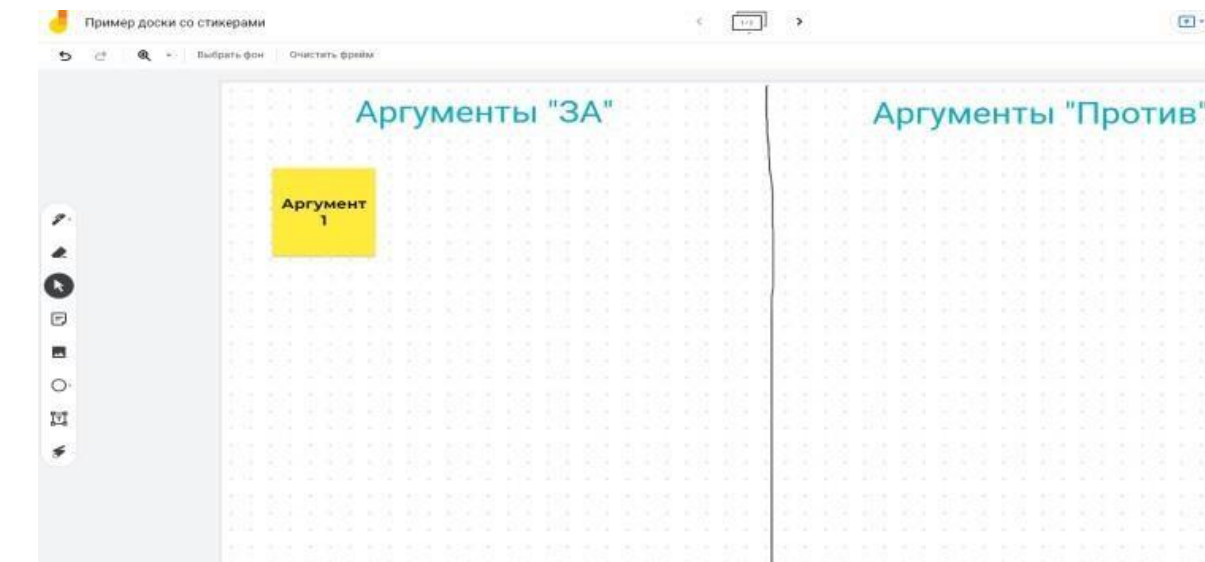 Пример доски со стикерами
Выбрать фон Очистить фрейм
Аргументы "ЗА" Аргументы "Против"
Аргумент
1